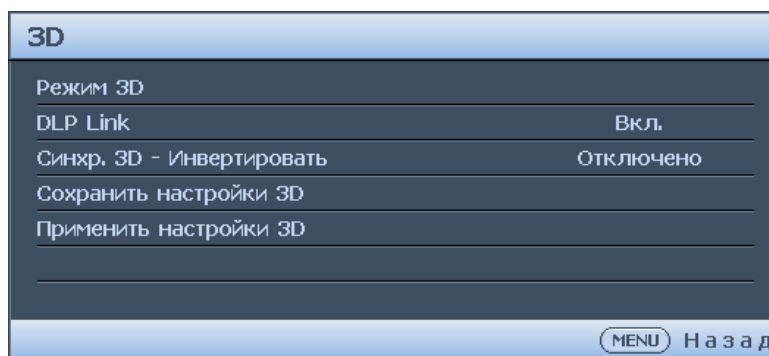 3D
Режим 3D
DLP Link Вкл.
Синхр. 3D - Инвертировать Отключено
Сохранить настройки 3D
Применить настройки 3D
MENU Назад